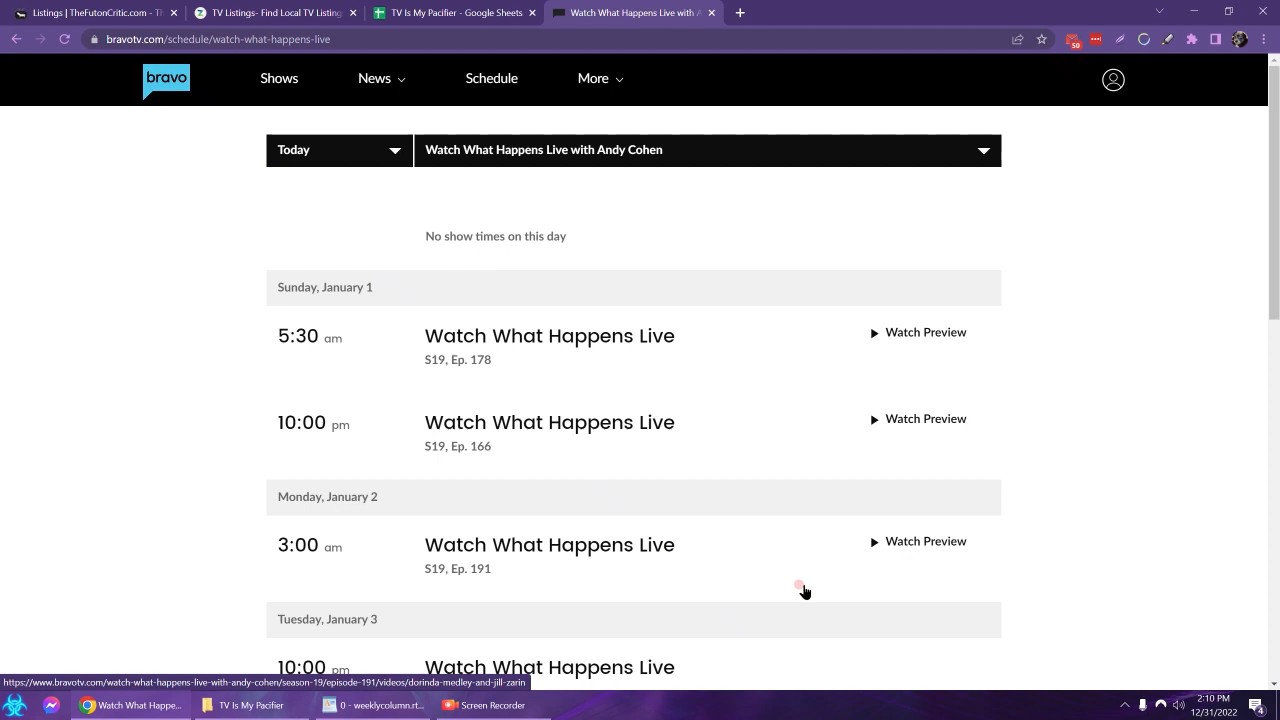 Listings | TheFutonCritic.com - Th
TV Listings- Find Local TV Listing
TV Is My Pacifier - Google Sheets
Watch What Happens Live with A
bravotv.com/schedule/watch-what-happens-live
50
bravo
Shows
News
Schedule
More
Today
Watch What Happens Live with Andy Cohen
No show times on this day
Sunday, January 1
5:30 am
Watch What Happens Live
Watch Preview
S19, Ep. 178
10:00 pm
Watch What Happens Live
Watch Preview
S19, Ep. 166
Monday, January 2
3:00 am
Watch What Happens Live
Watch Preview
S19, Ep. 191
Tuesday, January 3
10:00 pm
Watch What Happens Live
https://www.bravotv.com/watch-what-happens-live-with-andy-cohen/season-19/episode-191/videos/dorinda-medley-and-jill-zarin
Watch What Happe...
TV Is My Pacifier
0 - weeklycolumn.rt...
Screen Recorder
2:10 PM
12/31/2022